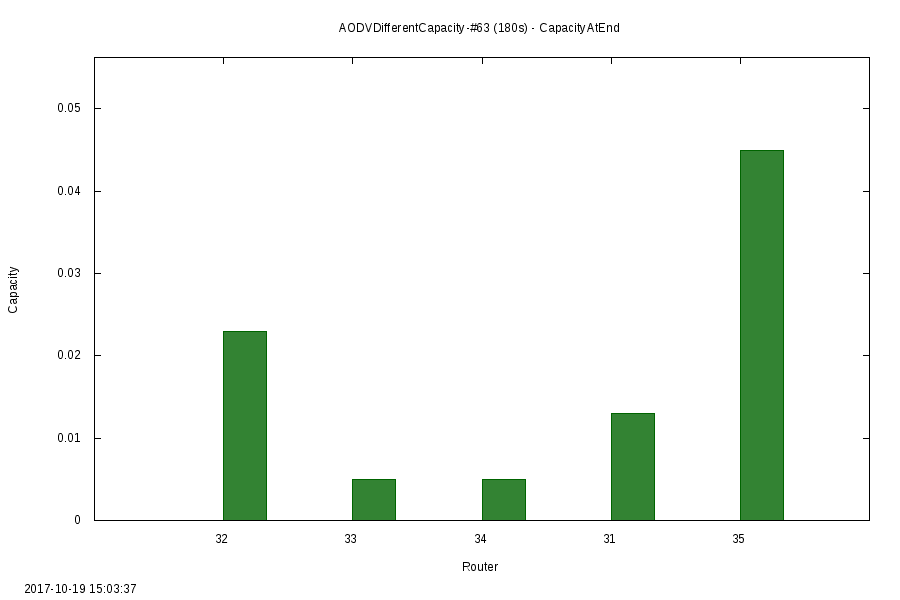 AODVDifferentCapacity-#63 (180s) - CapacityAtEnd
0.05
0.04
0.03
0.02
0.01
0
Capacity
32 33 34 31 35
Router
2017-10-19 15:03:37